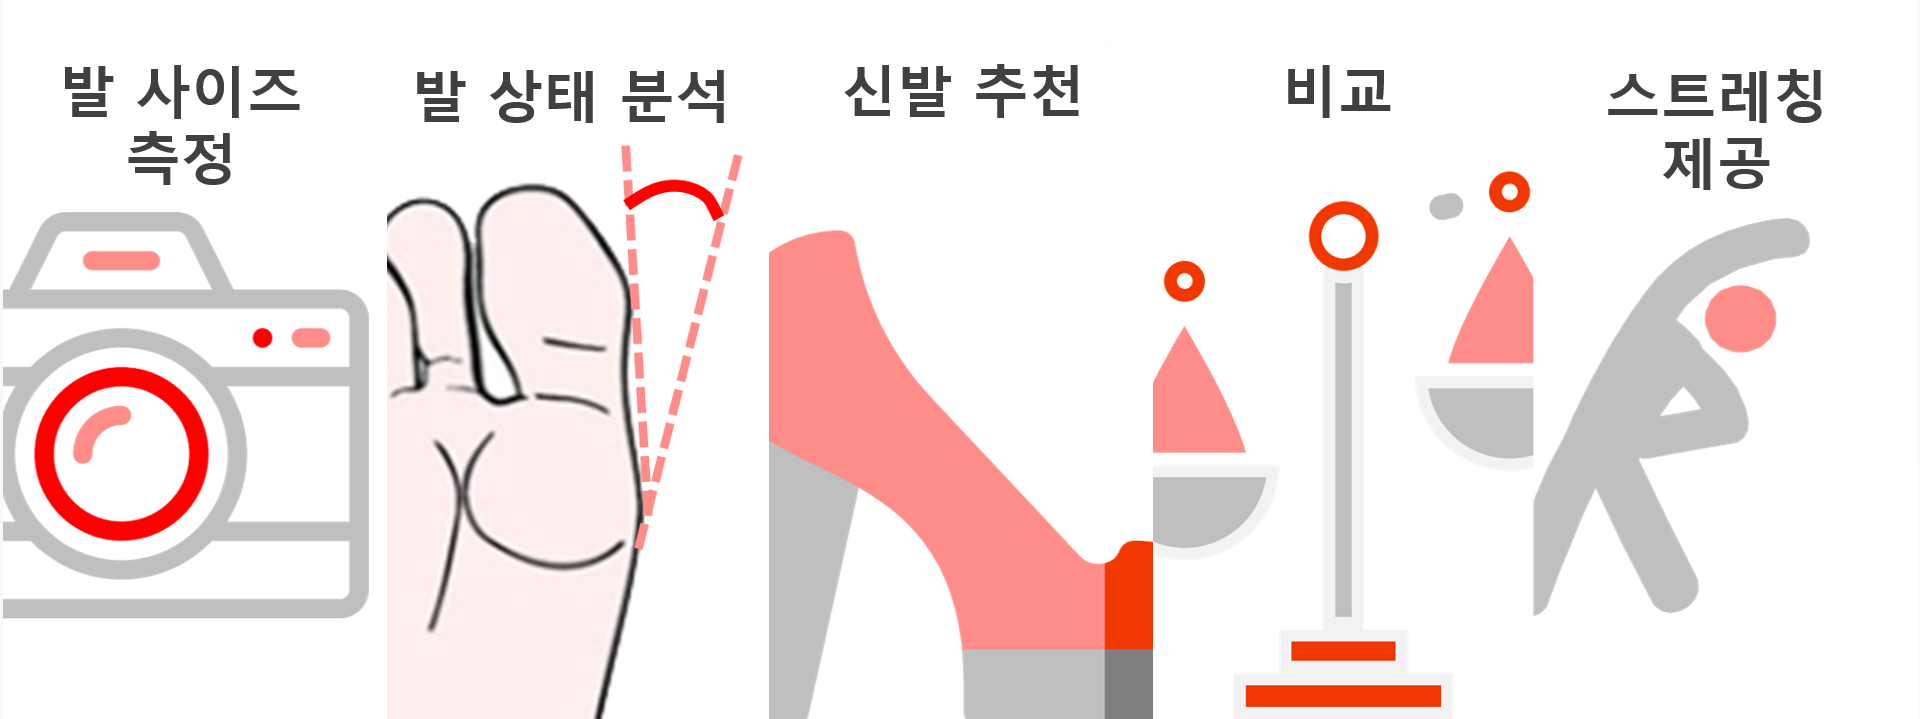 발 사이즈
측정
발 상태 분석
신발 추천
비교
스트레칭
제공